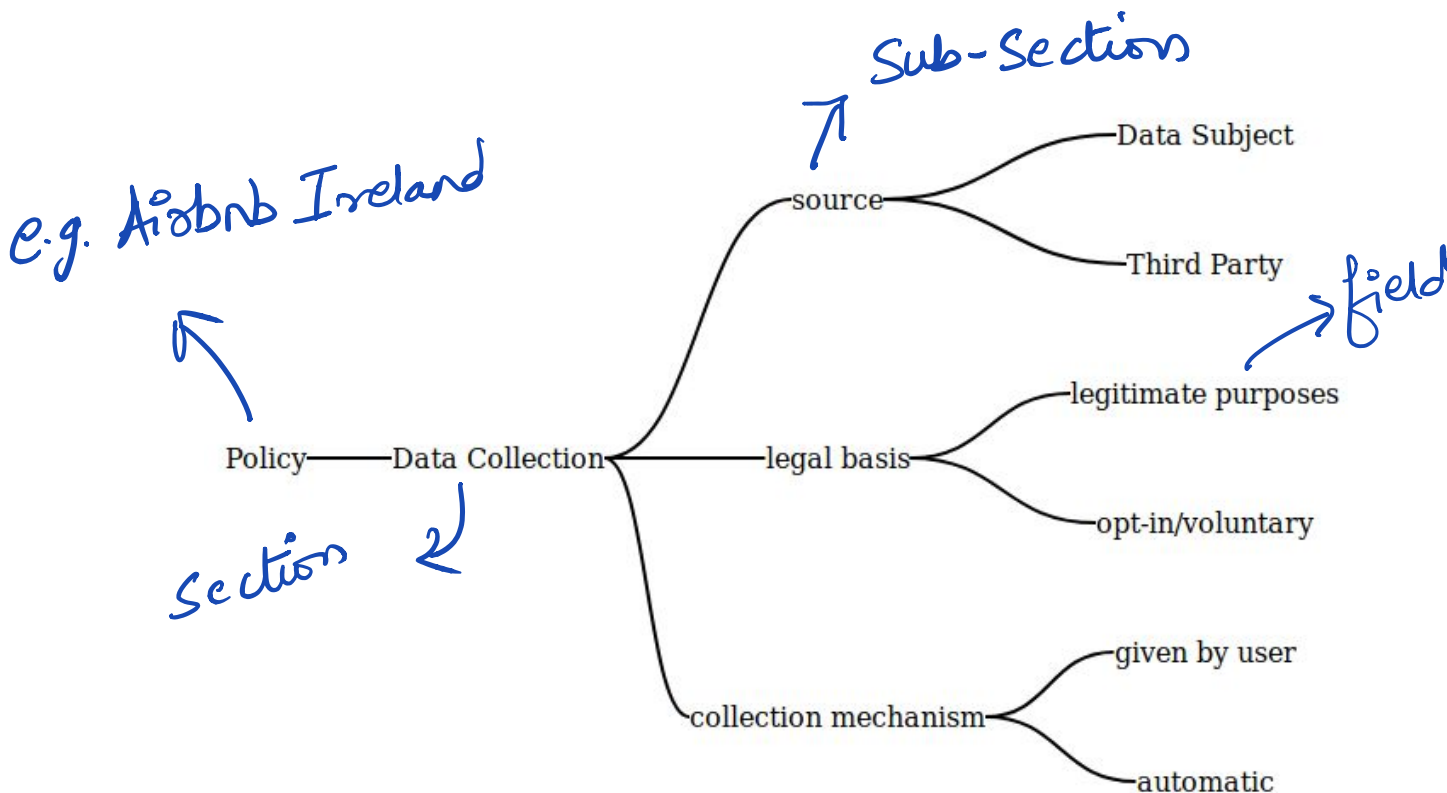 Sub-Section
Data Subject
e.g. Airbnb Ireland
source
Third Party
field
legitimate purposes
Policy
Data Collection
legal basis
opt-in/voluntary
Section
given by user
collection mechanism
automatic